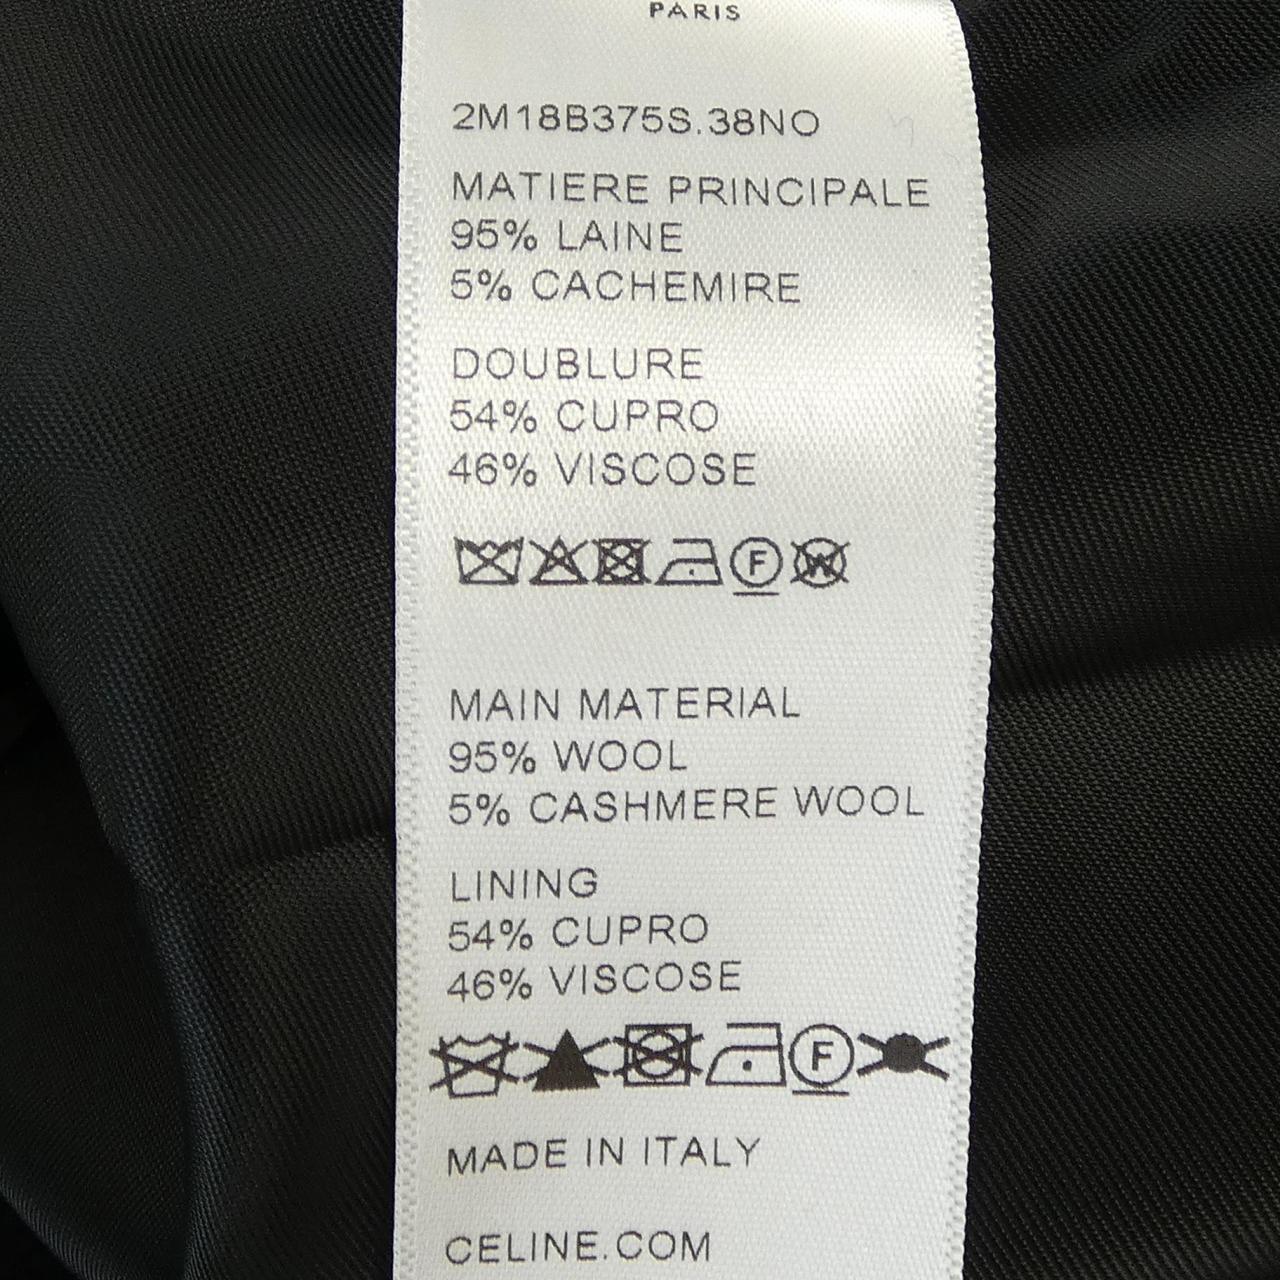 PARIS
2M18B375S.38NO
MATIERE PRINCIPALE
95% LAINE
5% CACHEMIRE
DOUBLURE
54% CUPRO
46% VISCOSE
F W
MAIN MATERIAL
95% WOOL
5% CASHMERE WOOL
LINING
54% CUPRO
46% VISCOSE
F
MADE IN ITALY
CELINE.COM